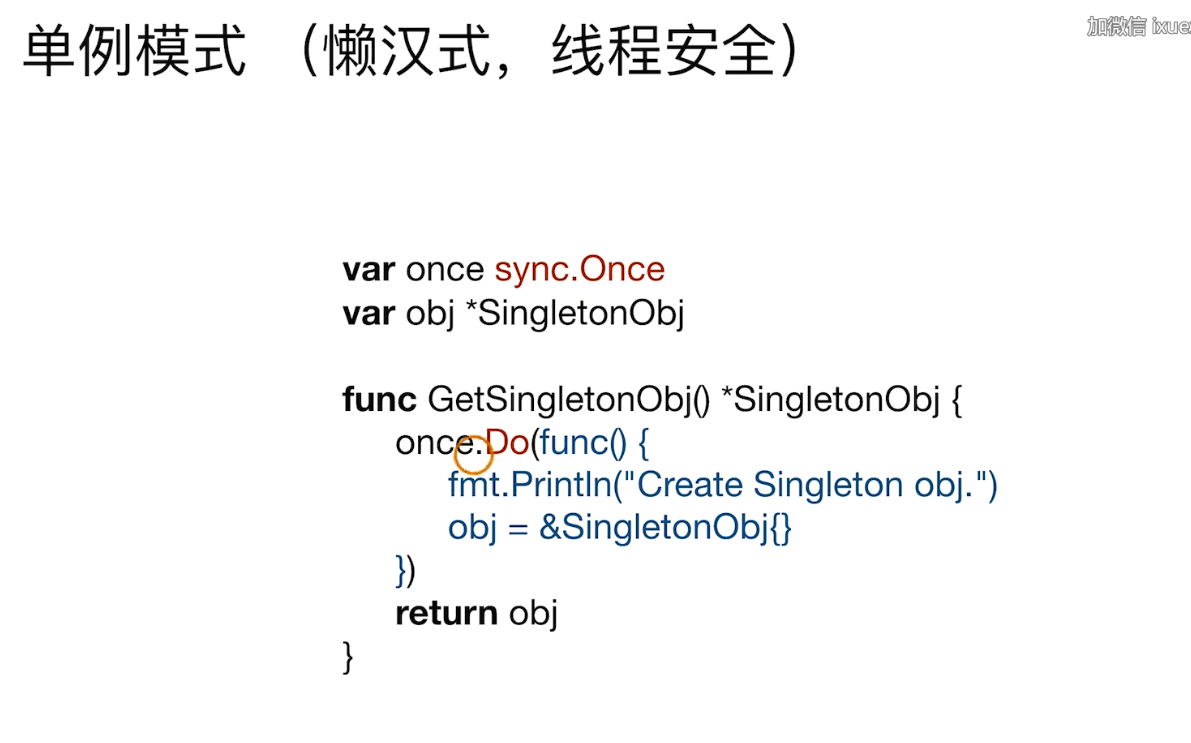 单例模式 （懒汉式，线程安全）
加微信 ixue
var once sync.Once
var obj *SingletonObj
func GetSingletonObj() *SingletonObj {
once.Do(func() {
fmt.Println("Create Singleton obj.")
obj = &SingletonObj{}
})
return obj
}